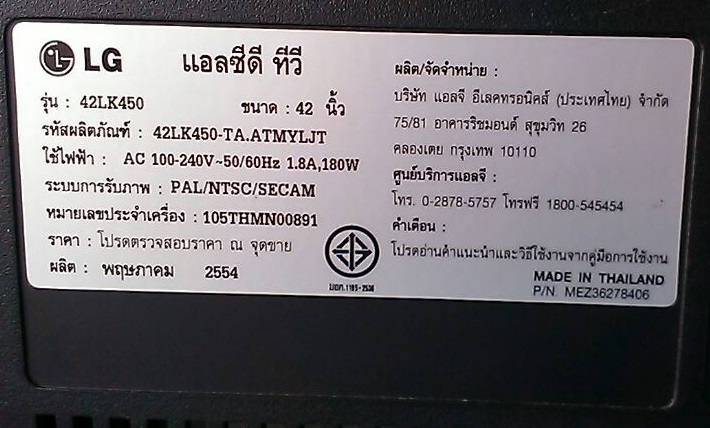 LG แอลซีดี ทีวี
รุ่น : 42LK450 ขนาด : 42 นิ้ว
รหัสผลิตภัณฑ์ : 42LK450-TA.ATMYLJT
ใช้ไฟฟ้า : AC 100-240V~50/60Hz 1.8A,180W
ระบบการรับภาพ : PAL/NTSC/SECAM
หมายเลขประจำเครื่อง : 105THMN00891
ราคา : โปรดตรวจสอบราคา ณ จุดขาย
ผลิต : พฤษภาคม 2554
มอก.1195-2536
ผลิต/จัดจำหน่าย :
บริษัท แอลจี อีเลคทรอนิคส์ (ประเทศไทย) จำกัด
75/81 อาคารริชมอนด์ สุขุมวิท 26
คลองเตย กรุงเทพ 10110
ศูนย์บริการแอลจี :
โทร. 0-2878-5757 โทรฟรี 1800-545454
คำเตือน :
โปรดอ่านคำแนะนำและวิธีใช้งานจากคู่มือการใช้งาน
MADE IN THAILAND
P/N. MEZ36278406